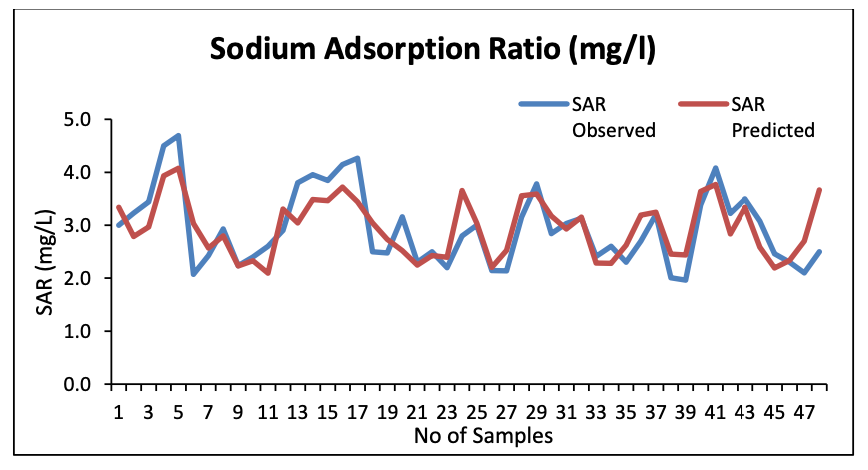 Sodium Adsorption Ratio (mg/l)
SAR Observed
SAR Predicted
SAR (mg/L)
5.0
4.0
3.0
2.0
1.0
0.0
1 3 5 7 9 11 13 15 17 19 21 23 25 27 29 31 33 35 37 39 41 43 45 47
No of Samples